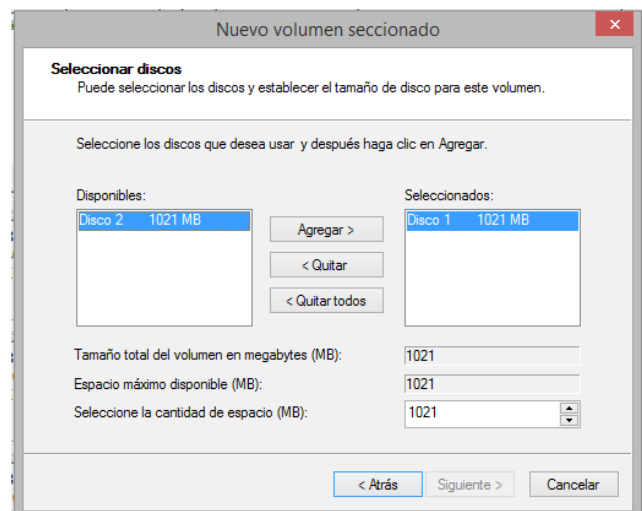 Nuevo volumen seccionado
Seleccionar discos
Puede seleccionar los discos y establecer el tamaño de disco para este volumen.
Seleccione los discos que desea usar y después haga clic en Agregar.
Disponibles:
Seleccionados:
Disco 2 1021 MB
Disco 1 1021 MB
Agregar >
< Quitar
< Quitar todos
Tamaño total del volumen en megabytes (MB): 1021
Espacio máximo disponible (MB): 1021
Seleccione la cantidad de espacio (MB): 1021
< Atrás Siguiente > Cancelar